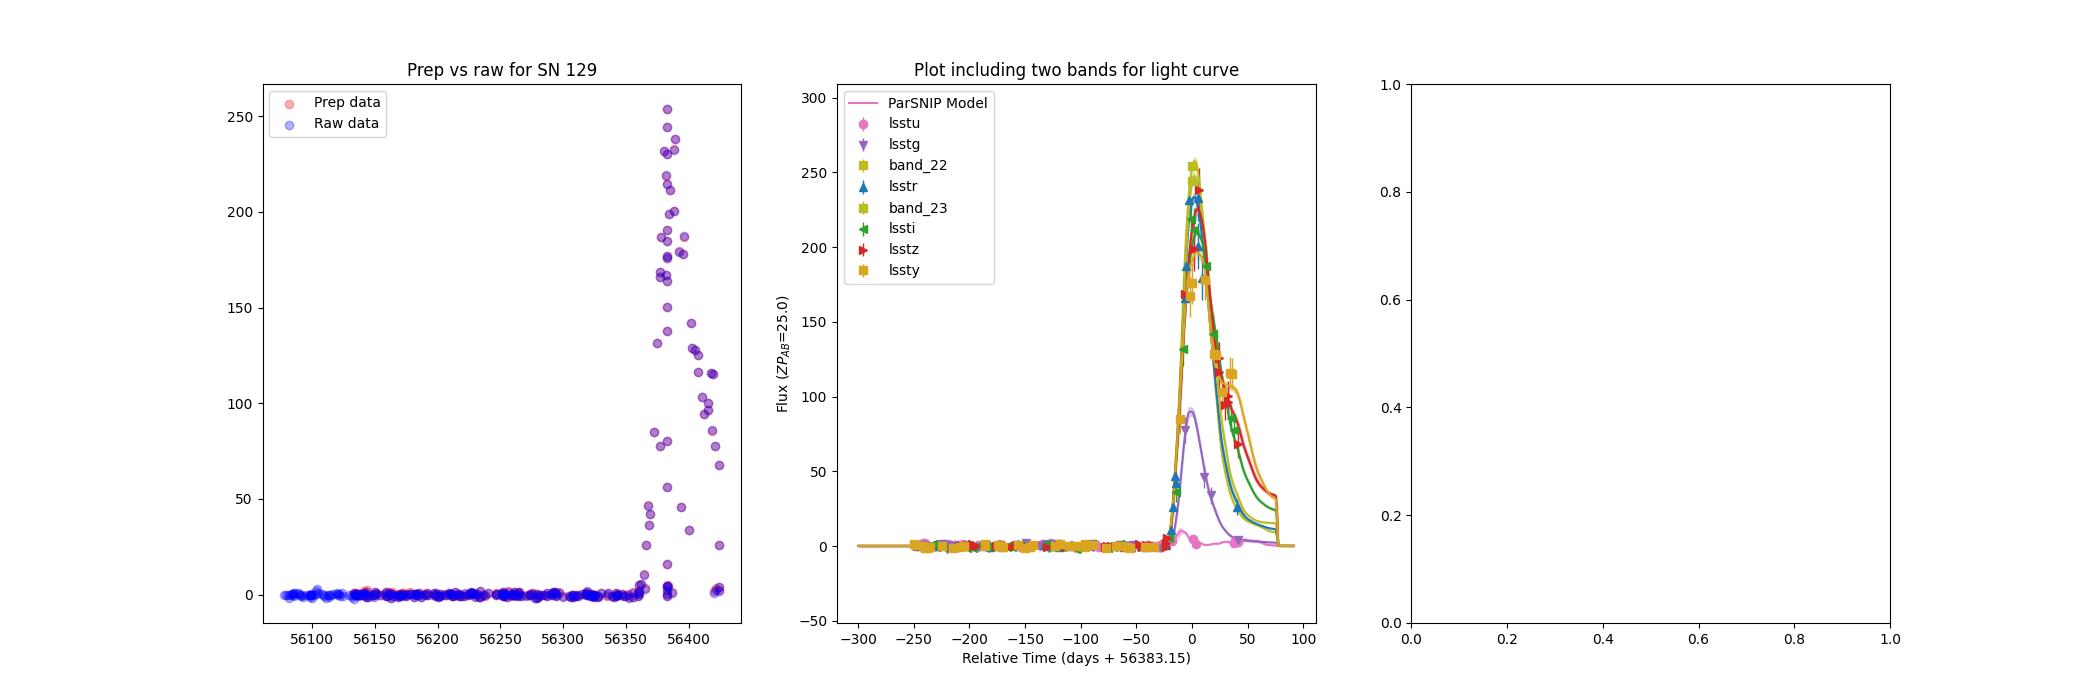 Prep vs raw for SN 129
Prep data
Raw data
250
200
150
100
50
0
56100 56150 56200 56250 56300 56350 56400
Plot including two bands for light curve
ParSNIP Model
lsstu
lsstg
band_22
lsstr
band_23
lssti
lsstz
lssty
Flux (ZP_AB=25.0)
300
250
200
150
100
50
0
−50
−300 −250 −200 −150 −100 −50 0 50 100
Relative Time (days + 56383.15)
1.0
0.8
0.6
0.4
0.2
0.0
0.0 0.2 0.4 0.6 0.8 1.0